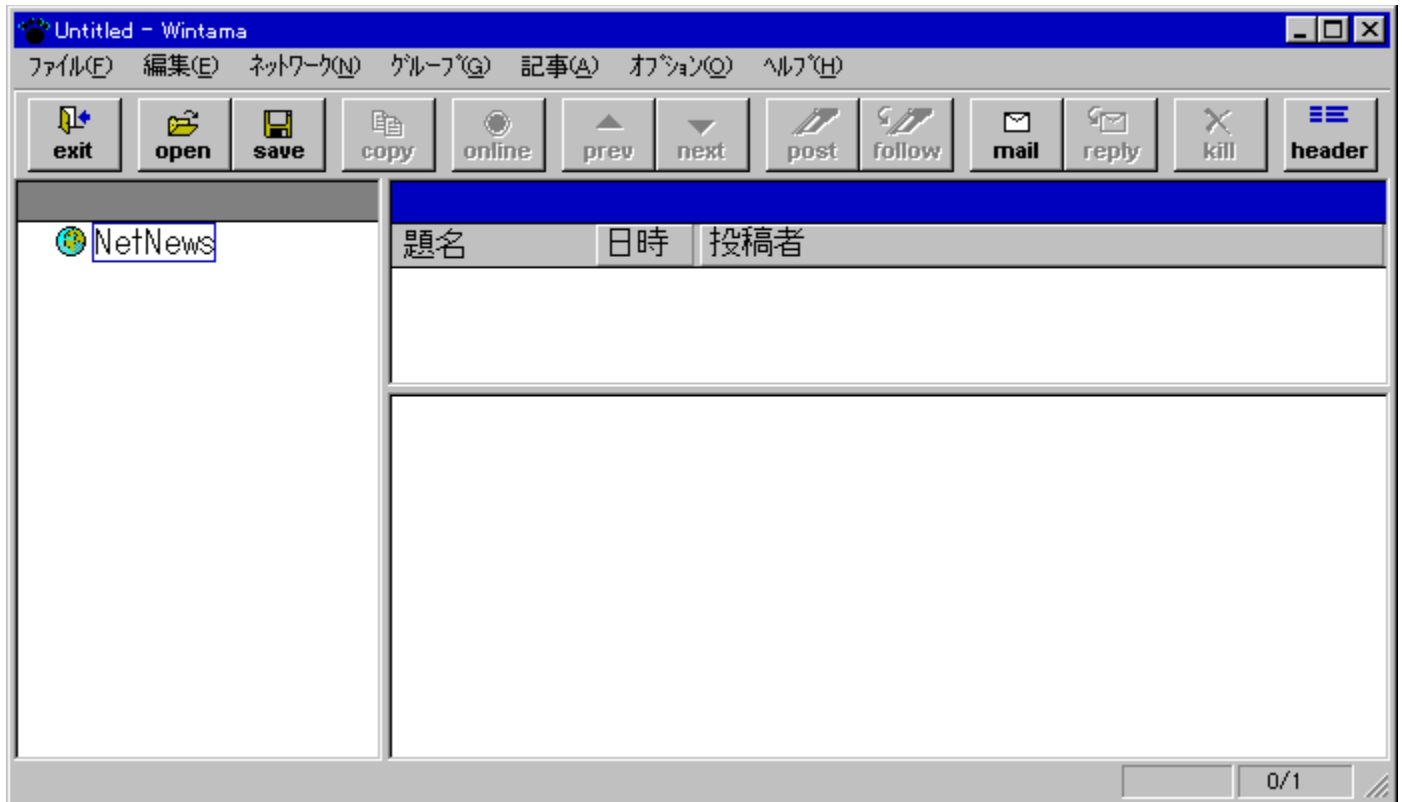 Untitled - Wintama
ﾌｧｲﾙ(F) 編集(E) ﾈｯﾄﾜｰｸ(N) ｸﾞﾙｰﾌﾟ(G) 記事(A) ｵﾌﾟｼｮﾝ(O) ﾍﾙﾌﾟ(H)
exit open save copy online prev next post follow mail reply kill header
NetNews
題名 日時 投稿者
0/1